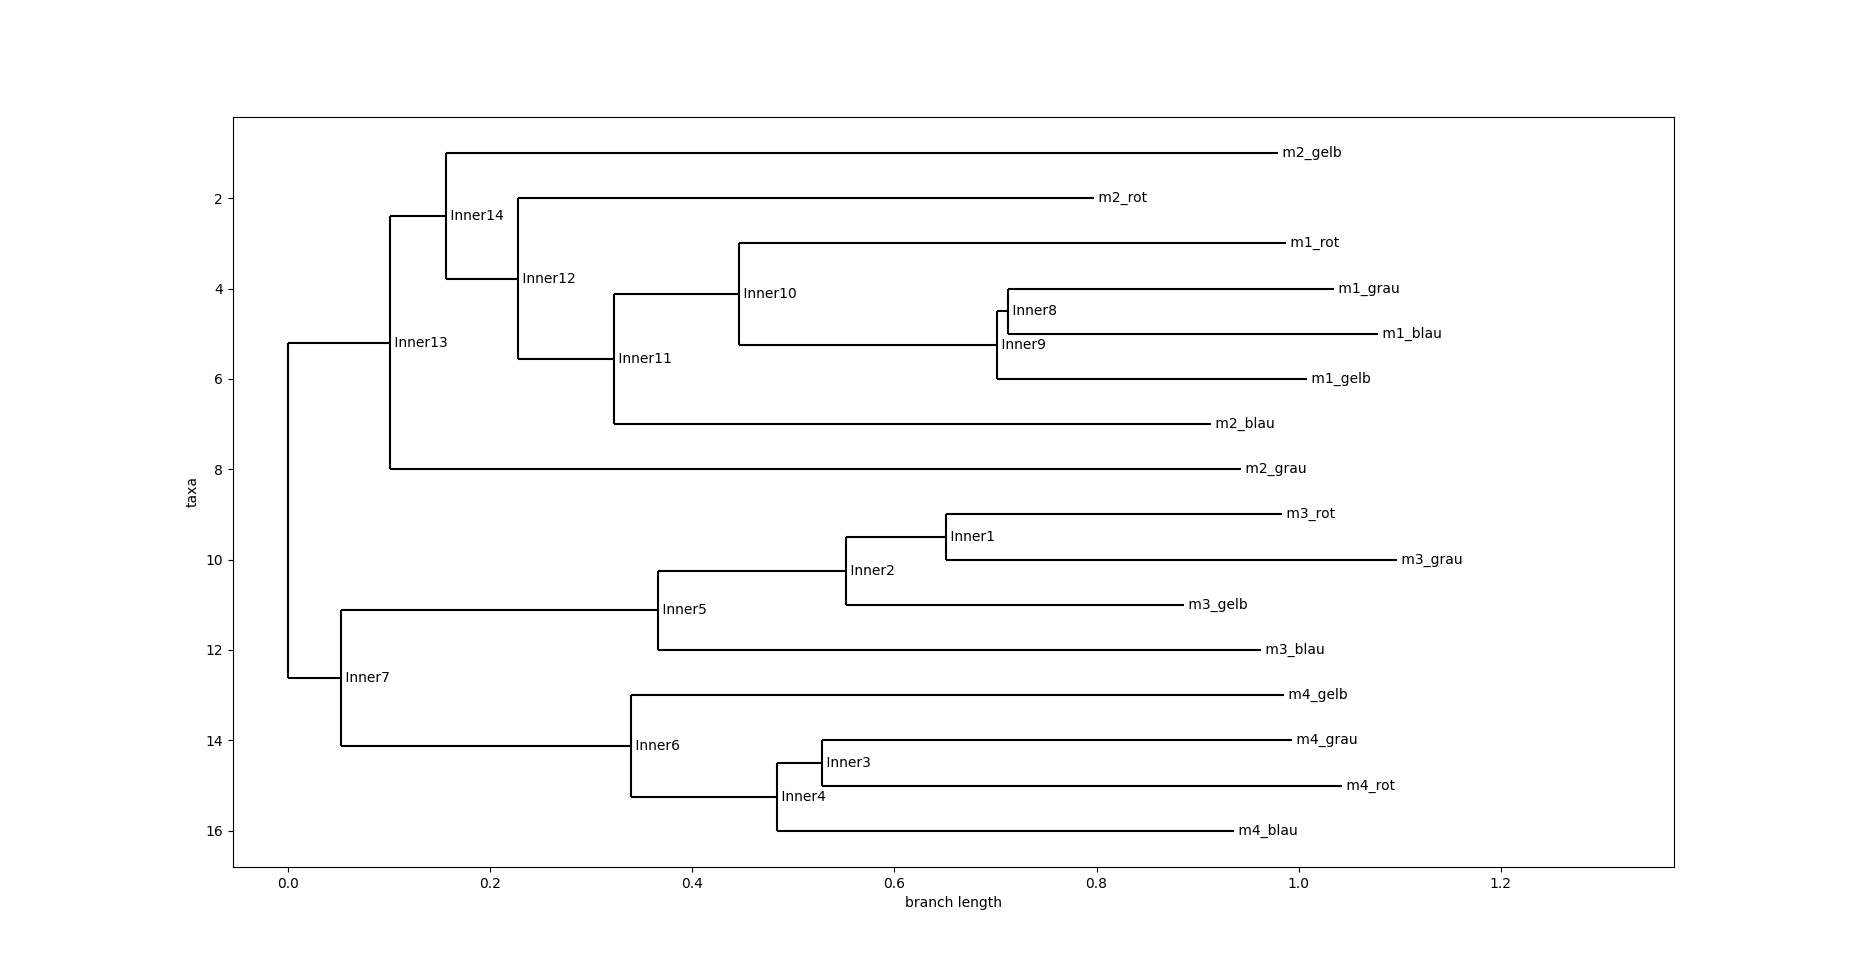 m2_gelb
2
m2_rot
Inner14
m1_rot
Inner12
4
m1_grau
Inner10
Inner8
m1_blau
Inner13
Inner9
Inner11
6
m1_gelb
m2_blau
8
m2_grau
taxa
m3_rot
Inner1
10
m3_grau
Inner2
m3_gelb
Inner5
12
m3_blau
Inner7
m4_gelb
14
m4_grau
Inner6
Inner3
m4_rot
Inner4
16
m4_blau
0.0 0.2 0.4 0.6 0.8 1.0 1.2
branch length